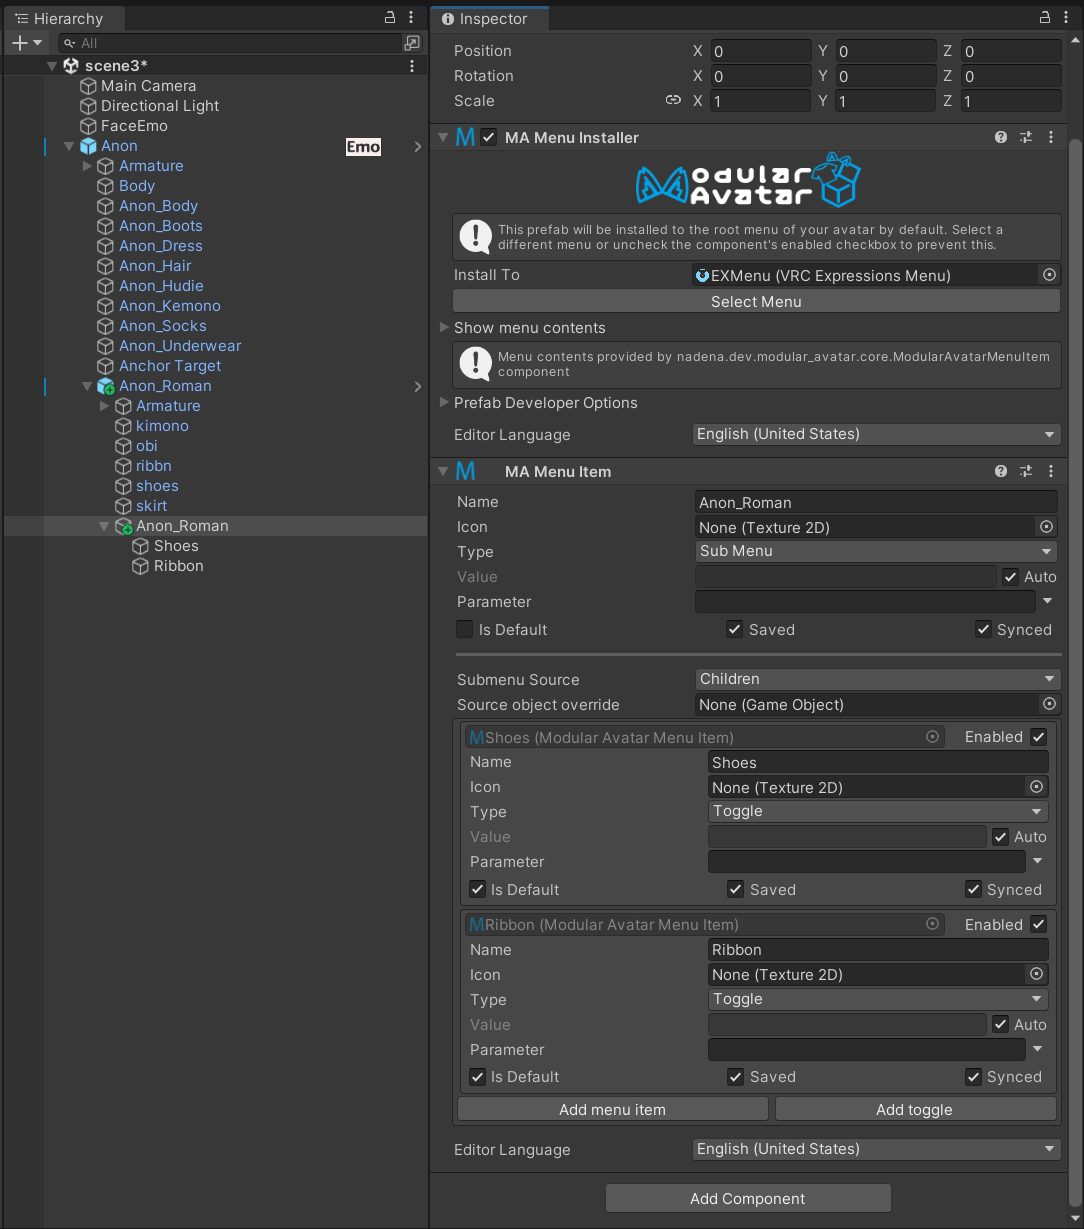 Hierarchy
All
scene3*
Main Camera
Directional Light
FaceEmo
Anon Emo
Armature
Body
Anon_Body
Anon_Boots
Anon_Dress
Anon_Hair
Anon_Hudie
Anon_Kemono
Anon_Socks
Anon_Underwear
Anchor Target
Anon_Roman
Armature
kimono
obi
ribbn
shoes
skirt
Anon_Roman
Shoes
Ribbon
Inspector
Position X 0 Y 0 Z 0
Rotation X 0 Y 0 Z 0
Scale X 1 Y 1 Z 1
MA Menu Installer
Modular
Avatar
This prefab will be installed to the root menu of your avatar by default. Select a
different menu or uncheck the component's enabled checkbox to prevent this.
Install To EXMenu (VRC Expressions Menu)
Select Menu
Show menu contents
Menu contents provided by nadena.dev.modular_avatar.core.ModularAvatarMenuItem
component
Prefab Developer Options
Editor Language English (United States)
MA Menu Item
Name Anon_Roman
Icon None (Texture 2D)
Type Sub Menu
Value Auto
Parameter
Is Default Saved Synced
Submenu Source Children
Source object override None (Game Object)
Shoes (Modular Avatar Menu Item) Enabled
Name Shoes
Icon None (Texture 2D)
Type Toggle
Value Auto
Parameter
Is Default Saved Synced
Ribbon (Modular Avatar Menu Item) Enabled
Name Ribbon
Icon None (Texture 2D)
Type Toggle
Value Auto
Parameter
Is Default Saved Synced
Add menu item Add toggle
Editor Language English (United States)
Add Component